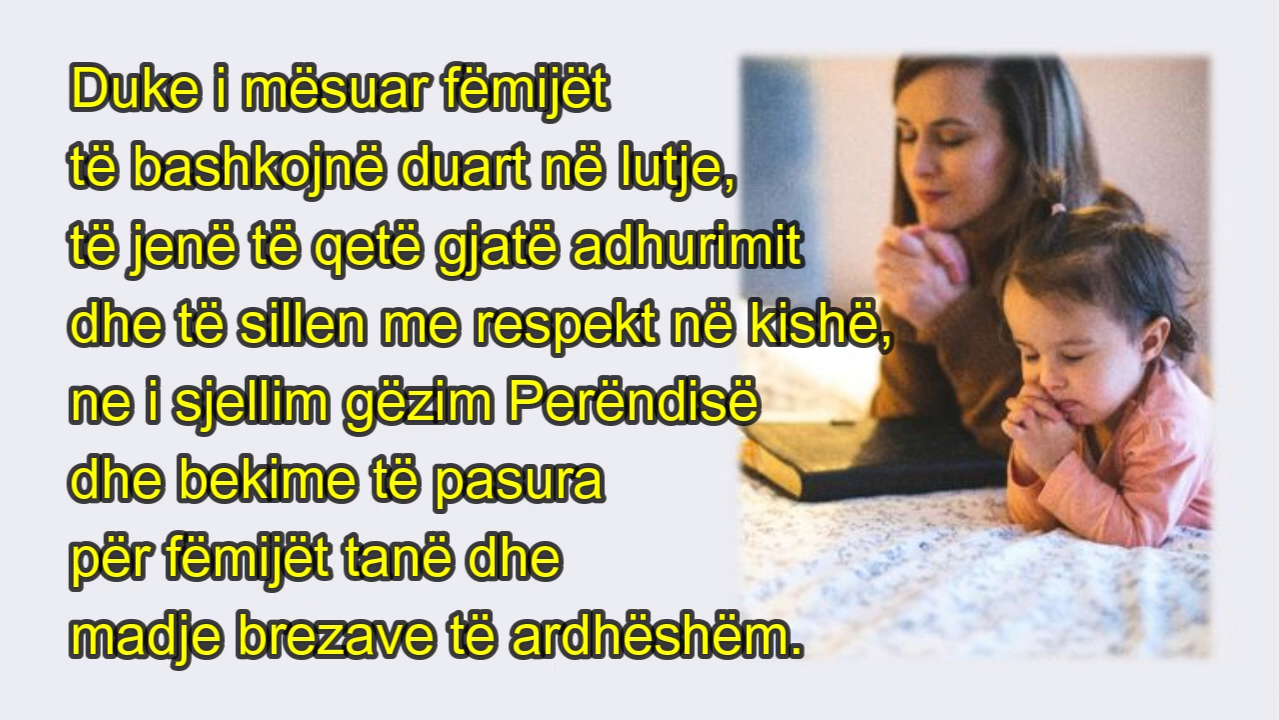 Duke i mësuar fëmijët
të bashkojnë duart në lutje,
të jenë të qetë gjatë adhurimit
dhe të sillen me respekt në kishë,
ne i sjellim gëzim Perëndisë
dhe bekime të pasura
për fëmijët tanë dhe
madje brezave të ardhëshëm.